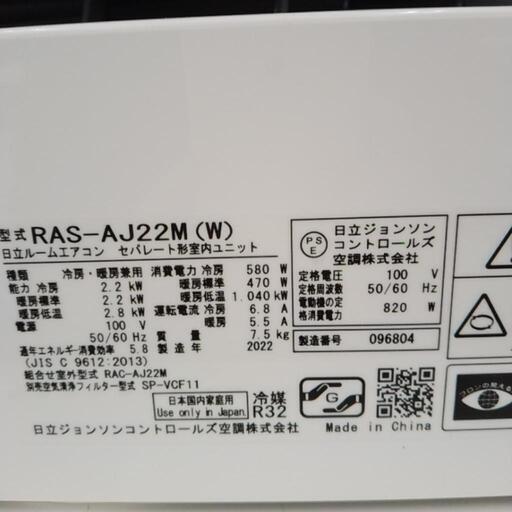 型式 RAS-AJ22M(W)
日立ルームエアコン セパレート形室内ユニット
種類 冷房・暖房兼用
能力 冷房 2.2 kW
暖房標準 2.2 kW
暖房低温 2.8 kW
電源 100 V
50/60 Hz
消費電力 冷房 580 W
暖房標準 470 W
暖房低温 1.040 kW
運転電流 冷房 6.8 A
暖房 5.5 A
質量 7.5 kg
通年エネルギー消費効率 5.8
製造年 2022
(JIS C 9612:2013)
組合せ室外型式 RAC-AJ22M
別売空気清浄フィルター型式 SP-VCF11
日本国内家庭用
Use only in Japan
冷媒
R32
日立ジョンソンコントロールズ空調株式会社
PS
E
日立ジョンソン
コントロールズ
空調株式会社
定格電圧 100 V
定格周波数 50/60 Hz
電動機の定格消費電力 820 W
製造番号 096804
G
Made in China
フロンの見える